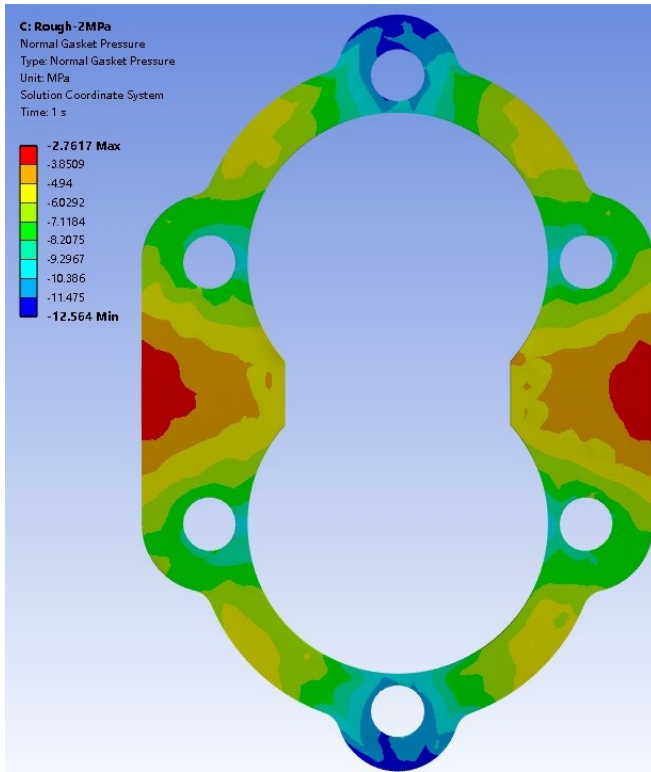 C: Rough-2MPa
Normal Gasket Pressure
Type: Normal Gasket Pressure
Unit: MPa
Solution Coordinate System
Time: 1 s
-2.7617 Max
-3.8509
-4.94
-6.0292
-7.1184
-8.2075
-9.2967
-10.386
-11.475
-12.564 Min